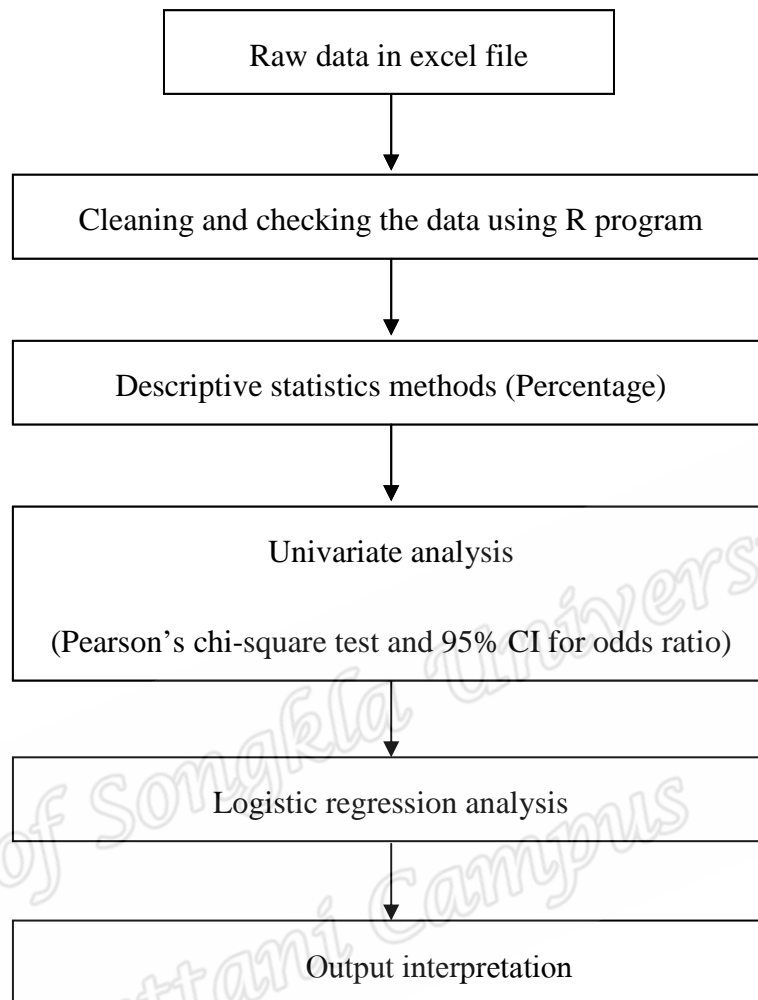 Raw data in excel file
Cleaning and checking the data using R program
Descriptive statistics methods (Percentage)
Univariate analysis
(Pearson’s chi-square test and 95% CI for odds ratio)
Logistic regression analysis
Output interpretation
of Songkla
Campus